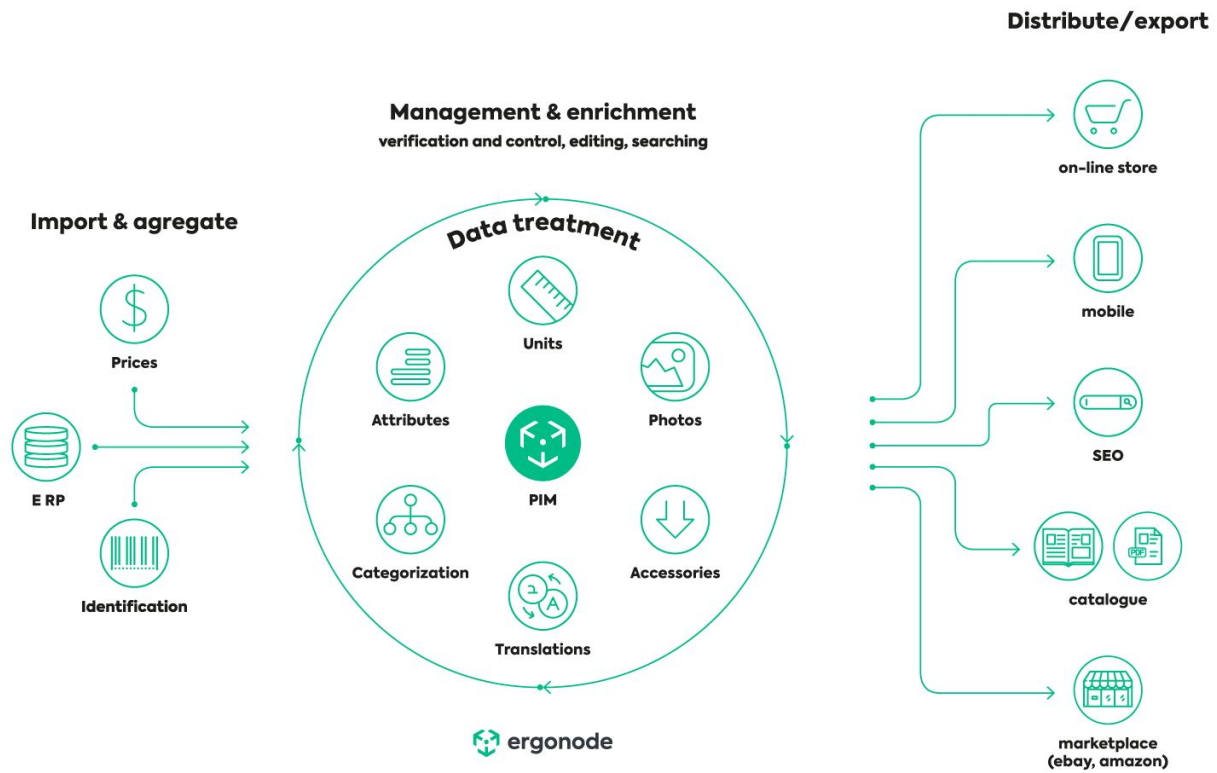 Distribute/export
Management & enrichment
verification and control, editing, searching
Import & agregate
Data treatment
Prices
E RP
Identification
Units
Attributes
Photos
PIM
Categorization
Accessories
Translations
on-line store
mobile
SEO
PDF
catalogue
marketplace
(ebay, amazon)
ergonode